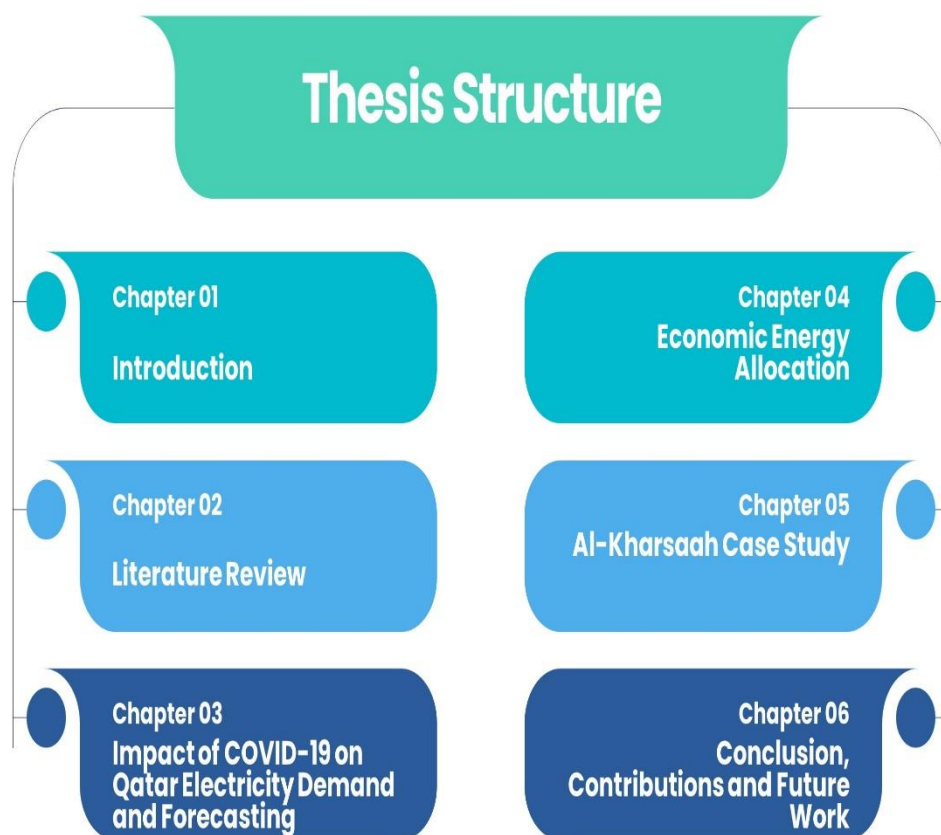 Thesis Structure
Chapter 01
Introduction
Chapter 02
Literature Review
Chapter 03
Impact of COVID-19 on
Qatar Electricity Demand
and Forecasting
Chapter 04
Economic Energy
Allocation
Chapter 05
Al-Kharsaah Case Study
Chapter 06
Conclusion,
Contributions and Future
Work